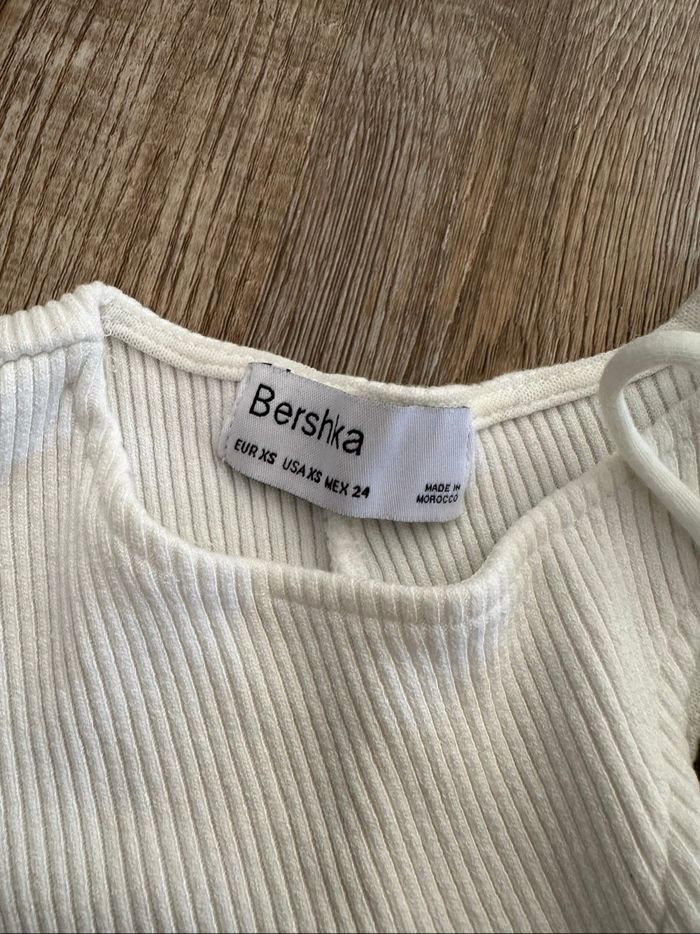 Bershka
EUR XS USA XS MEX 24
MADE IN
MOROCCO